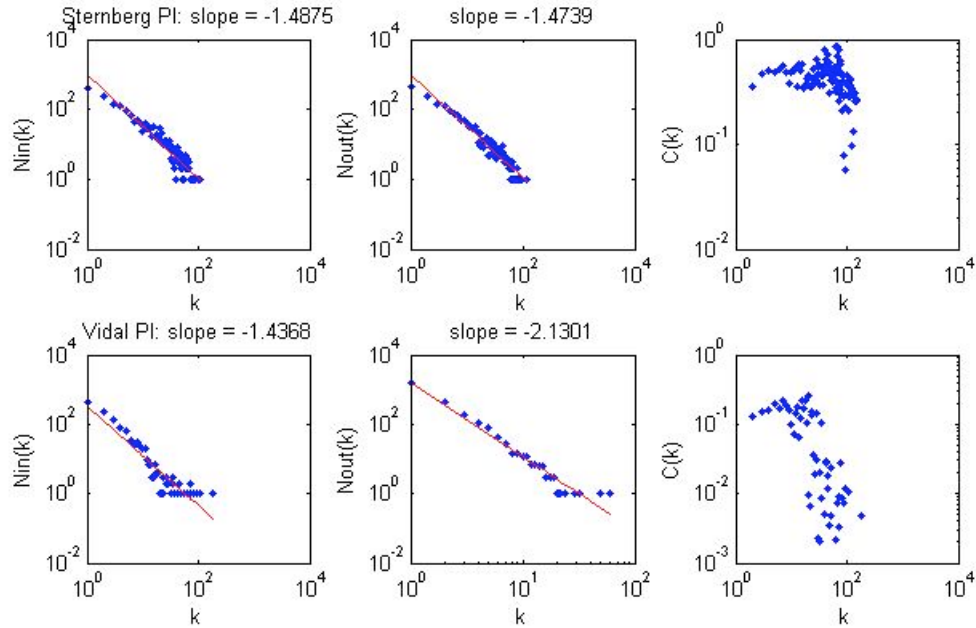 Sternberg PI: slope = -1.4875
slope = -1.4739
10^4
10^2
10^0
10^-2
Nin(k)
10^0
10^2
10^4
k
10^4
10^2
10^0
10^-2
Nout(k)
10^0
10^2
10^4
k
10^0
10^-1
10^-2
C(k)
10^0
10^2
10^4
k
Vidal PI: slope = -1.4368
slope = -2.1301
10^4
10^2
10^0
10^-2
Nin(k)
10^0
10^2
10^4
k
10^4
10^2
10^0
10^-2
Nout(k)
10^0
10^1
10^2
k
10^0
10^-1
10^-2
10^-3
C(k)
10^0
10^2
10^4
k